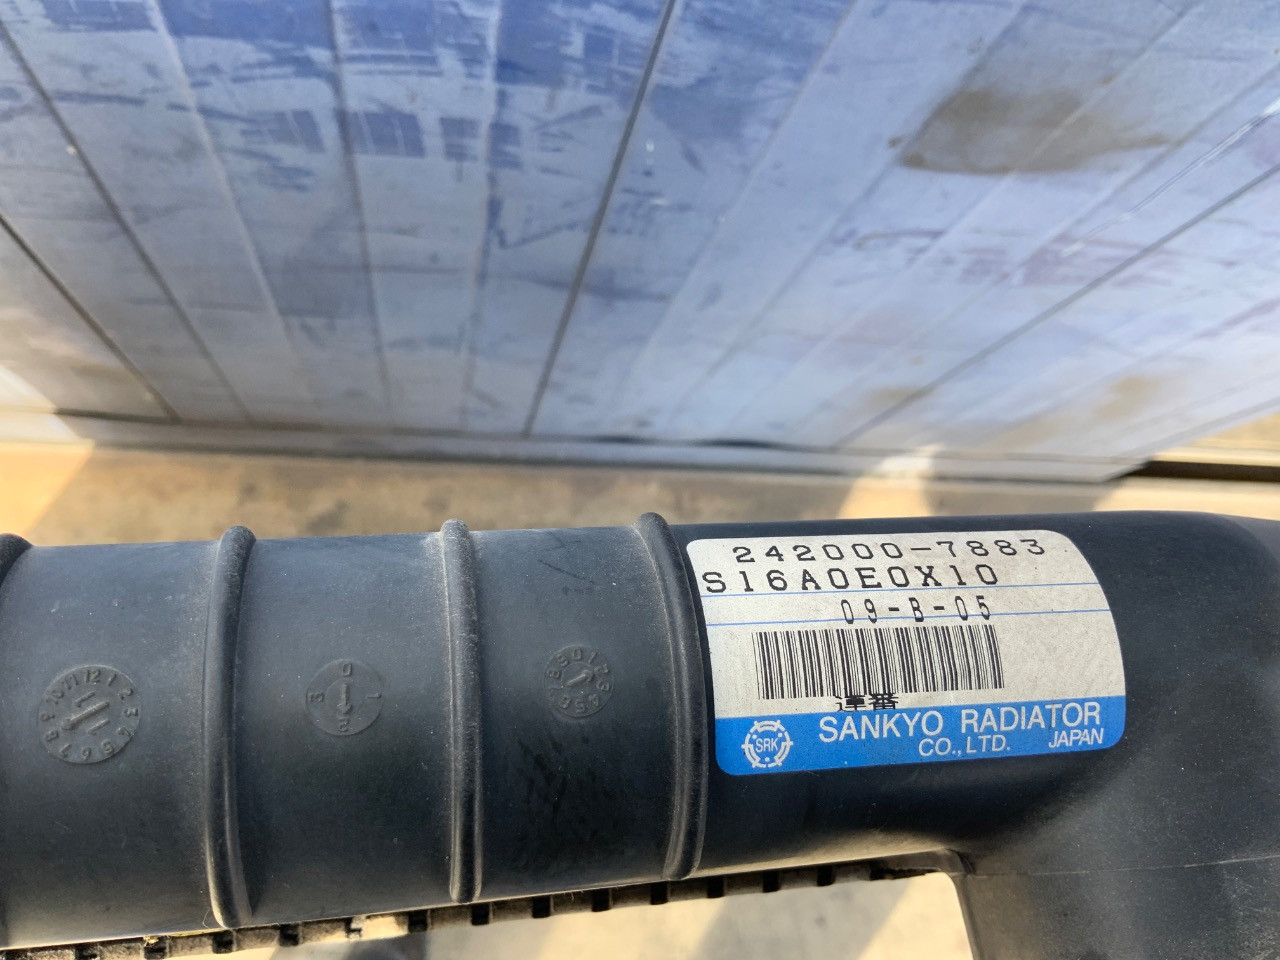 242000-7883
S16A0E0X10
09-B-05
連番
SRK
SANKYO RADIATOR
CO.,LTD. JAPAN